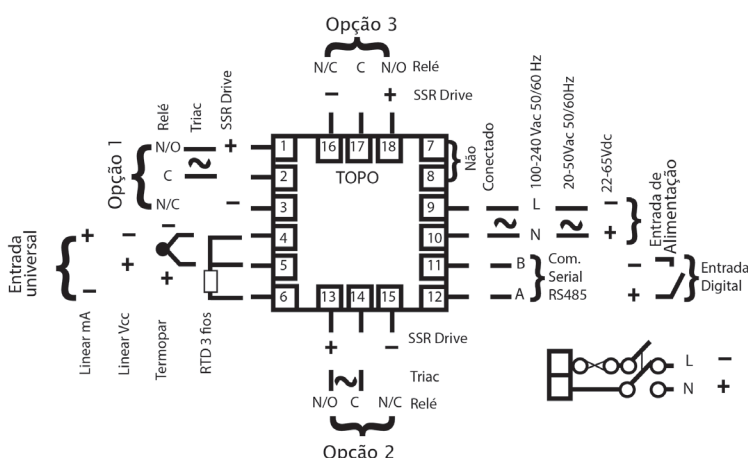 Opção 3
N/C C N/O Relé
− + SSR Drive
Opção 1
Relé
Triac
SSR Drive
N/O ~ +
C
N/C −
16 17 18
TOPO
1
2
3
4
5
6
7
8
9
10
11
12
13 14 15
Não
Conectado
100-240 Vac 50/60 Hz
20-50Vac 50/60Hz
22-65Vdc
L ~ −
N +
Entrada de
Alimentação
B
A
Com.
Serial
RS485
−
+
Entrada
Digital
Entrada
universal
+ − −
+ +
−
Linear mA
Linear Vcc
Termopar
RTD 3 fios
+ − SSR Drive
~ Triac
N/O C N/C Relé
Opção 2
L −
N +